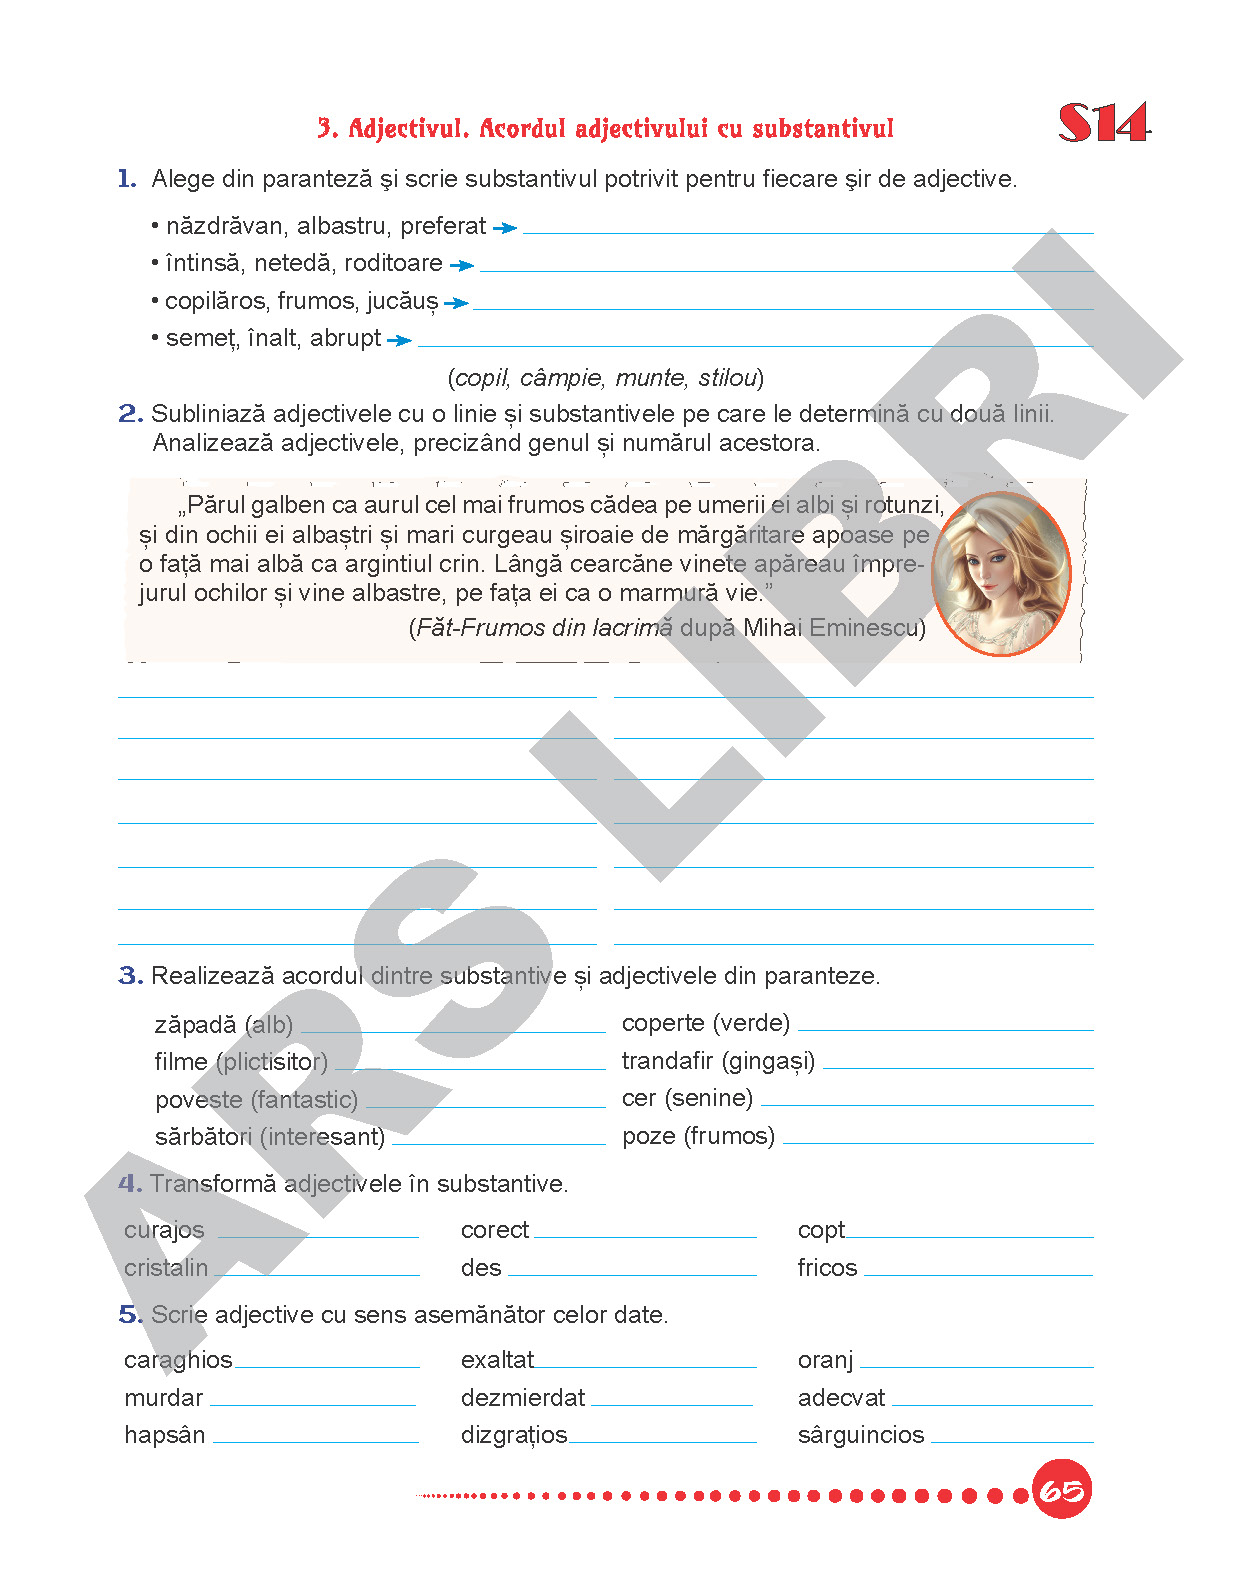 3. Adjectivul. Acordul adjectivului cu substantivul
S14
1. Alege din paranteză şi scrie substantivul potrivit pentru fiecare şir de adjective.
• năzdrăvan, albastru, preferat
• întinsă, netedă, roditoare
• copilăros, frumos, jucăuș
• semeț, înalt, abrupt
(copil, câmpie, munte, stilou)
2. Subliniază adjectivele cu o linie și substantivele pe care le determină cu două linii.
Analizează adjectivele, precizând genul și numărul acestora.
„Părul galben ca aurul cel mai frumos cădea pe umerii ei albi și rotunzi,
și din ochii ei albaștri și mari curgeau șiroaie de mărgăritare apoase pe
o față mai albă ca argintiul crin. Lângă cearcăne vinete apăreau împre-
jurul ochilor și vine albastre, pe fața ei ca o marmură vie.”
(Făt-Frumos din lacrimă după Mihai Eminescu)
3. Realizează acordul dintre substantive și adjectivele din paranteze.
zăpadă (alb)
coperte (verde)
filme (plictisitor)
trandafir (gingași)
poveste (fantastic)
cer (senine)
sărbători (interesant)
poze (frumos)
4. Transformă adjectivele în substantive.
curajos corect copt
cristalin des fricos
5. Scrie adjective cu sens asemănător celor date.
caraghios exaltat oranj
murdar dezmierdat adecvat
hapsân dizgrațios sârguincios
65
ARS LIBRI